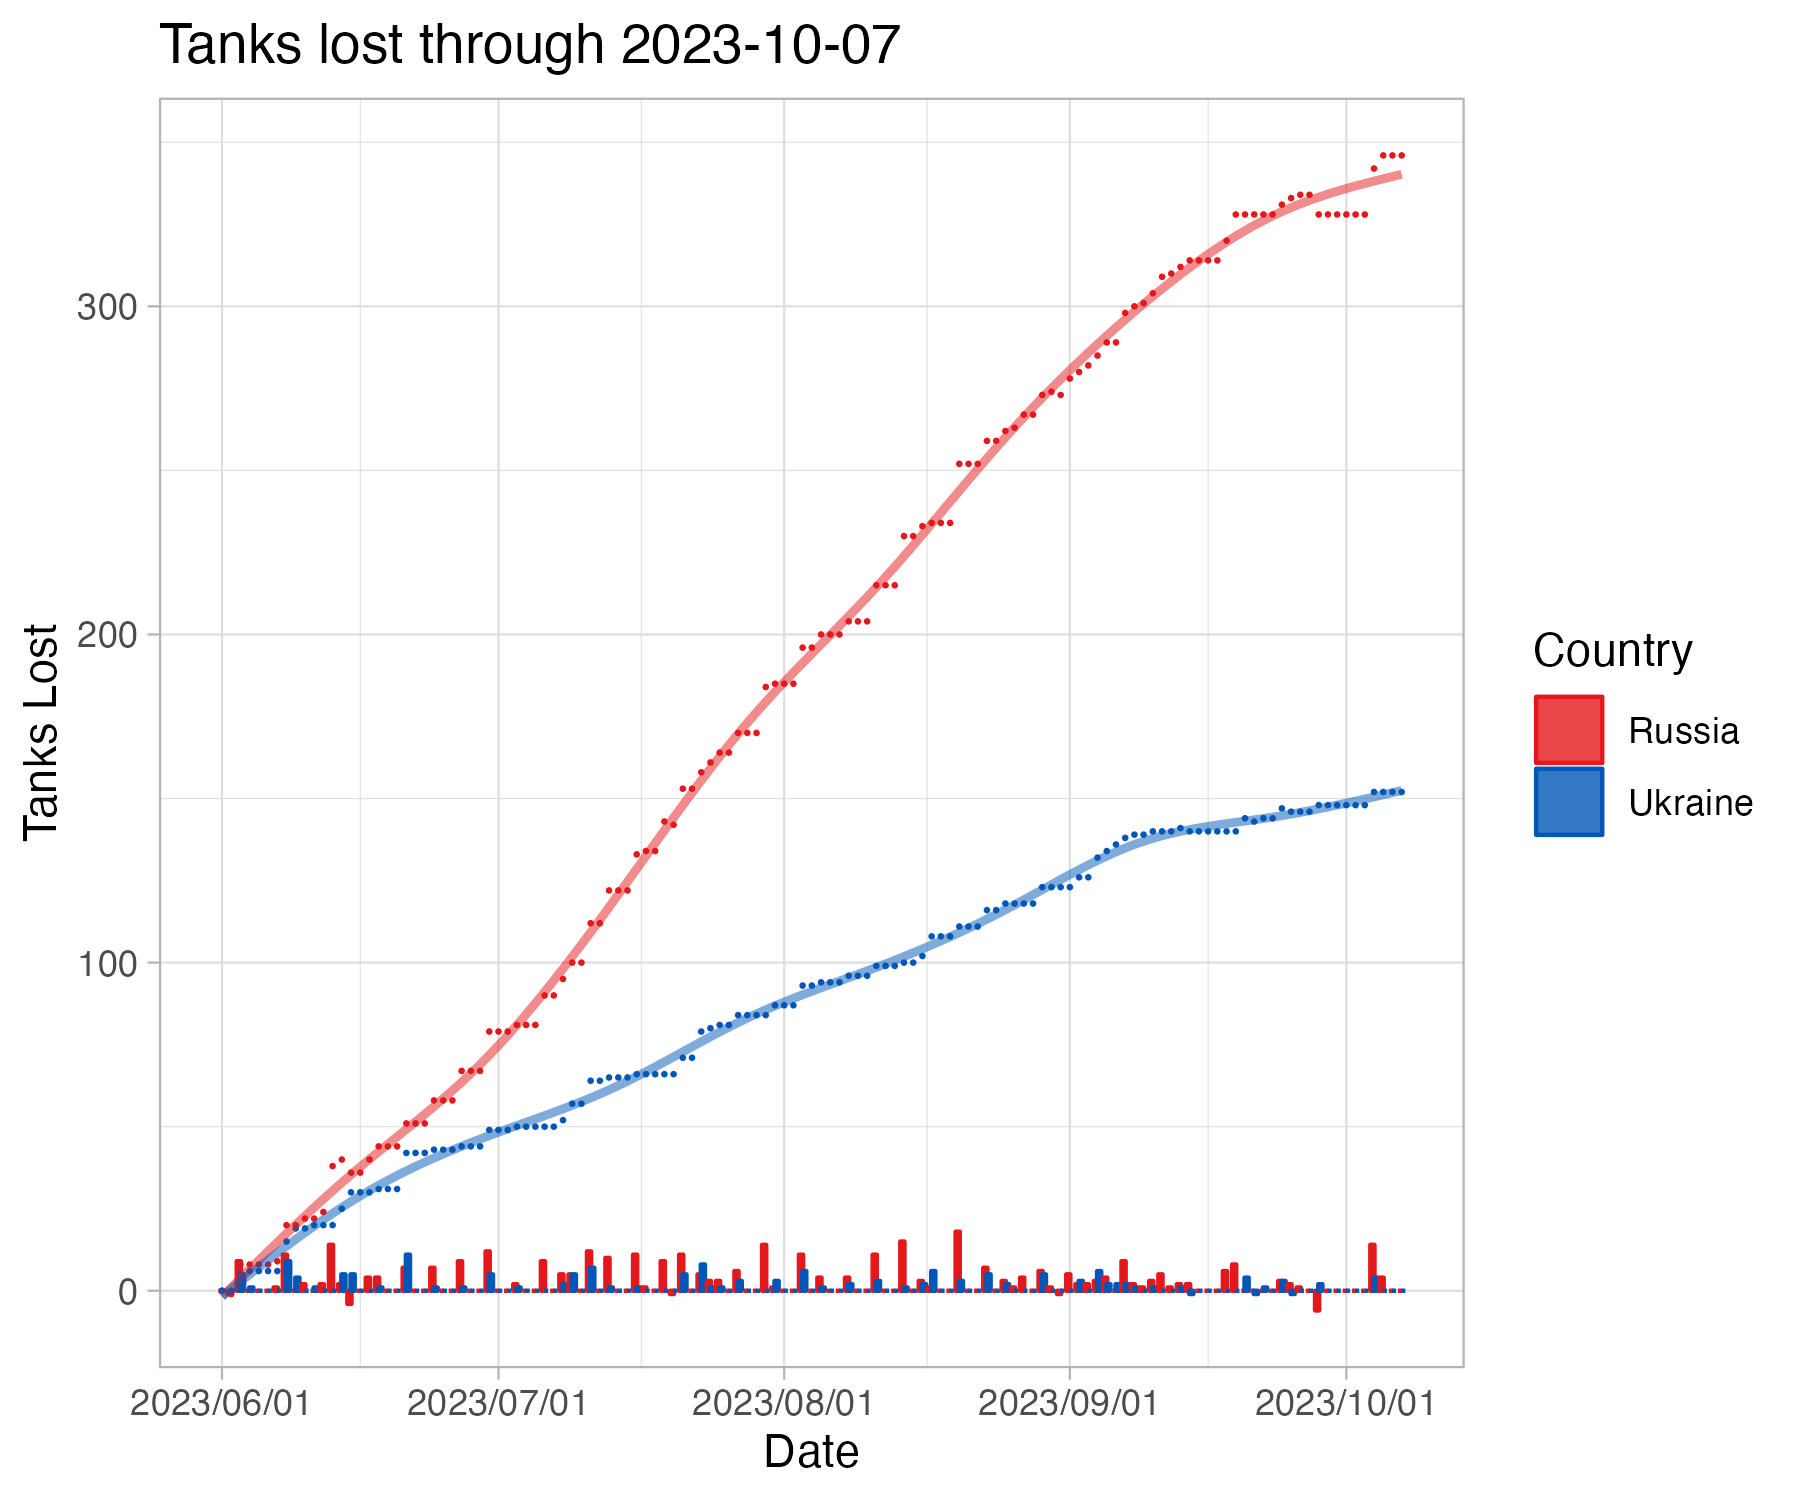 Tanks lost through 2023-10-07
Tanks Lost
300
200
100
0
2023/06/01 2023/07/01 2023/08/01 2023/09/01 2023/10/01
Date
Country
Russia
Ukraine